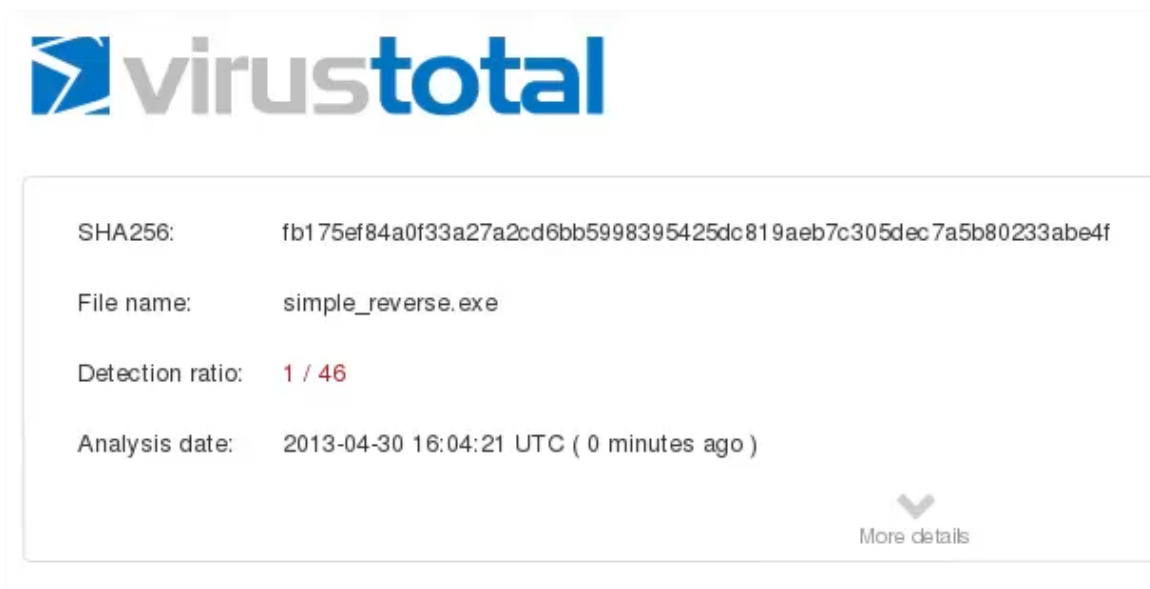 virustotal
SHA256: fb175ef84a0f33a27a2cd6bb5998395425dc819aeb7c305dec7a5b80233abe4f
File name: simple_reverse.exe
Detection ratio: 1 / 46
Analysis date: 2013-04-30 16:04:21 UTC ( 0 minutes ago )
More details